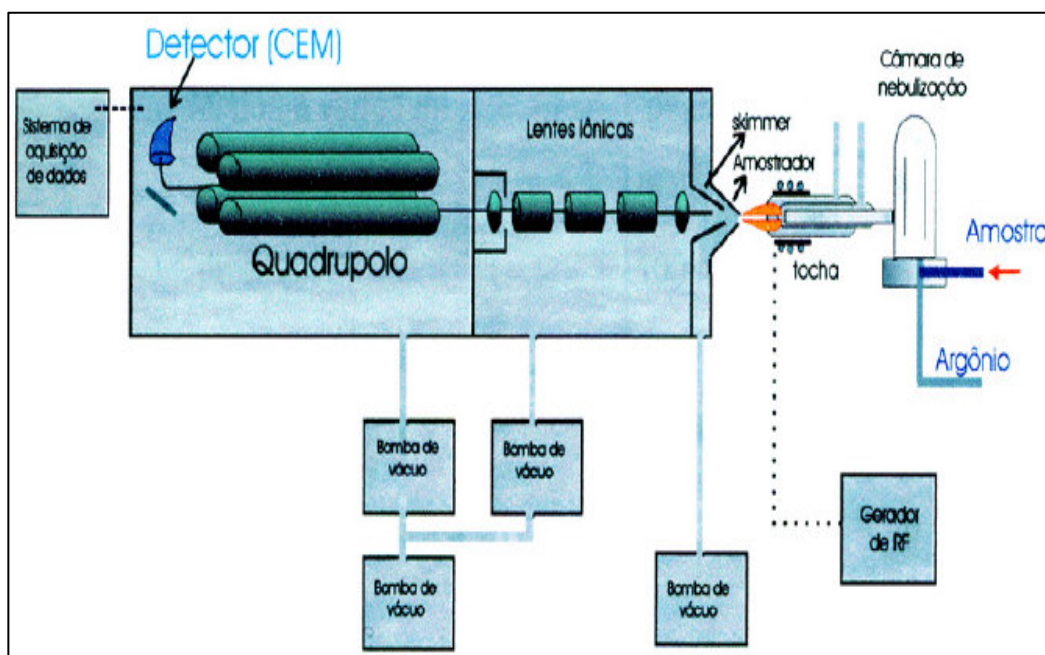 Detector (CEM)
Câmara de
nebulização
Sistema de
aquisição
de dados
Lentes iônicas
skimmer
Amostrador
Quadrupolo
tocha
Amostra
Argônio
Bomba de
vácuo
Bomba de
vácuo
Gerador
de RF
Bomba de
vácuo
Bomba de
vácuo